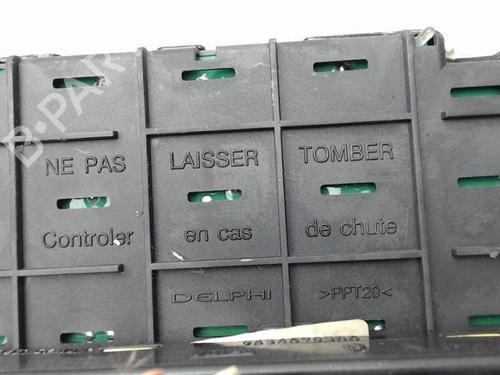 NE PAS LAISSER TOMBER
Controler en cas de chute
DELPHI >PPT20<